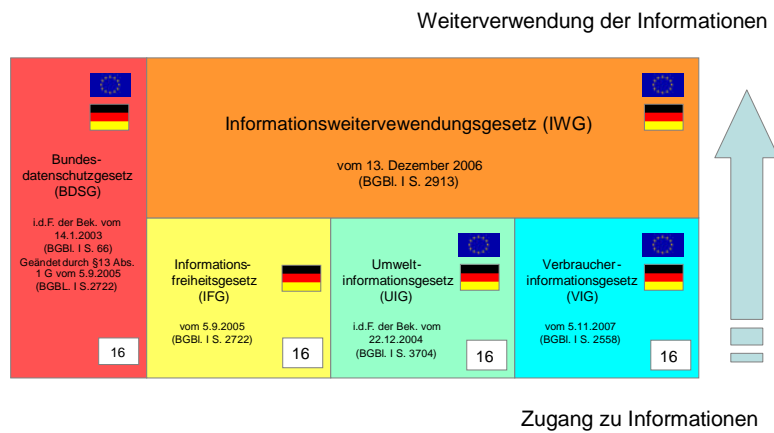 Weiterverwendung der Informationen
Bundes-
datenschutzgesetz
(BDSG)
i.d.F. der Bek. vom
14.1.2003
(BGBl. I S. 66)
Geändet durch §13 Abs.
1 G vom 5.9.2005
(BGBL. I S.2722)
16
Informationsweitervewendungsgesetz (IWG)
vom 13. Dezember 2006
(BGBl. I S. 2913)
Informations-
freiheitsgesetz
(IFG)
vom 5.9.2005
(BGBl. I S. 2722)
16
Umwelt-
informationsgesetz
(UIG)
i.d.F. der Bek. vom
22.12.2004
(BGBl. I S. 3704)
16
Verbraucher-
informationsgesetz
(VIG)
vom 5.11.2007
(BGBl. I S. 2558)
16
Zugang zu Informationen